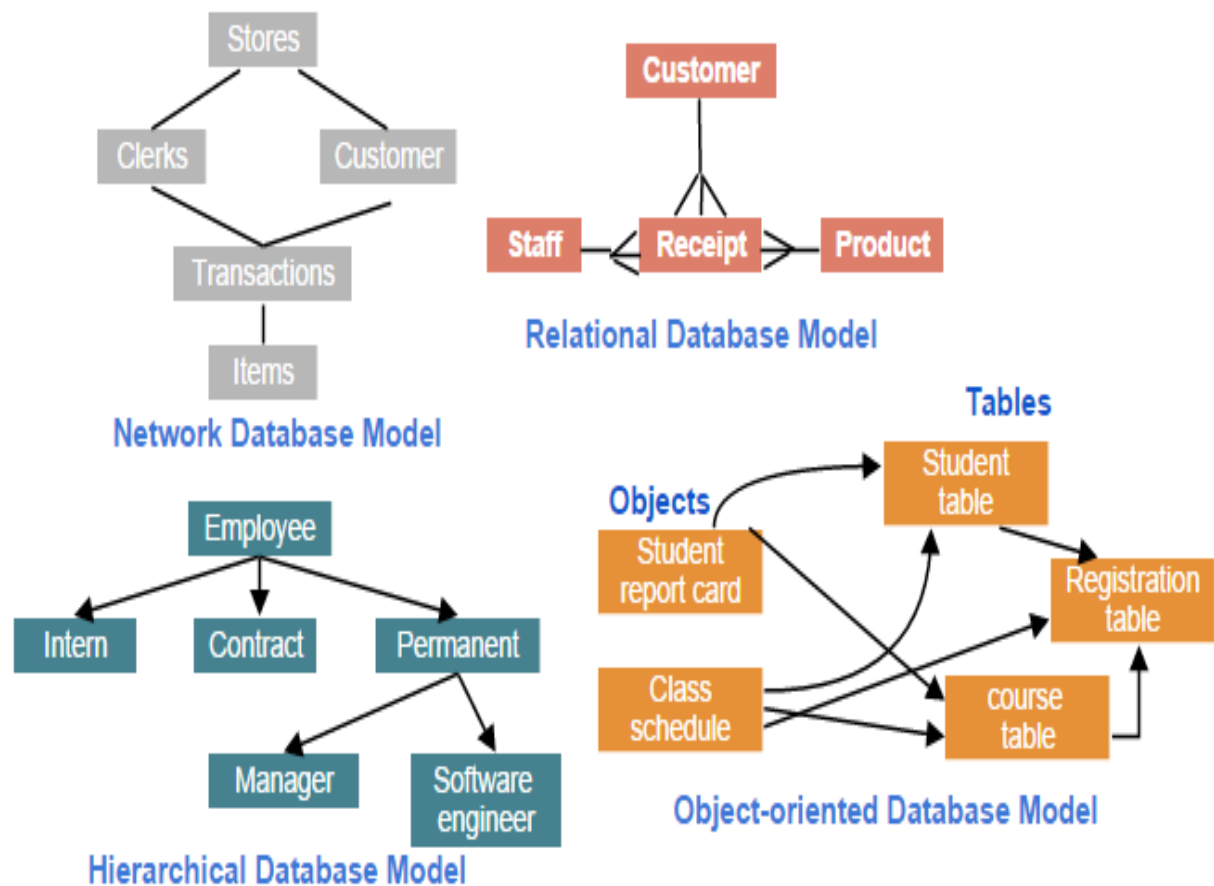 Stores
Clerks
Customer
Transactions
Items
Network Database Model
Customer
Staff
Receipt
Product
Relational Database Model
Employee
Intern
Contract
Permanent
Manager
Software
engineer
Hierarchical Database Model
Tables
Objects
Student
table
Student
report card
Registration
table
Class
schedule
course
table
Object-oriented Database Model